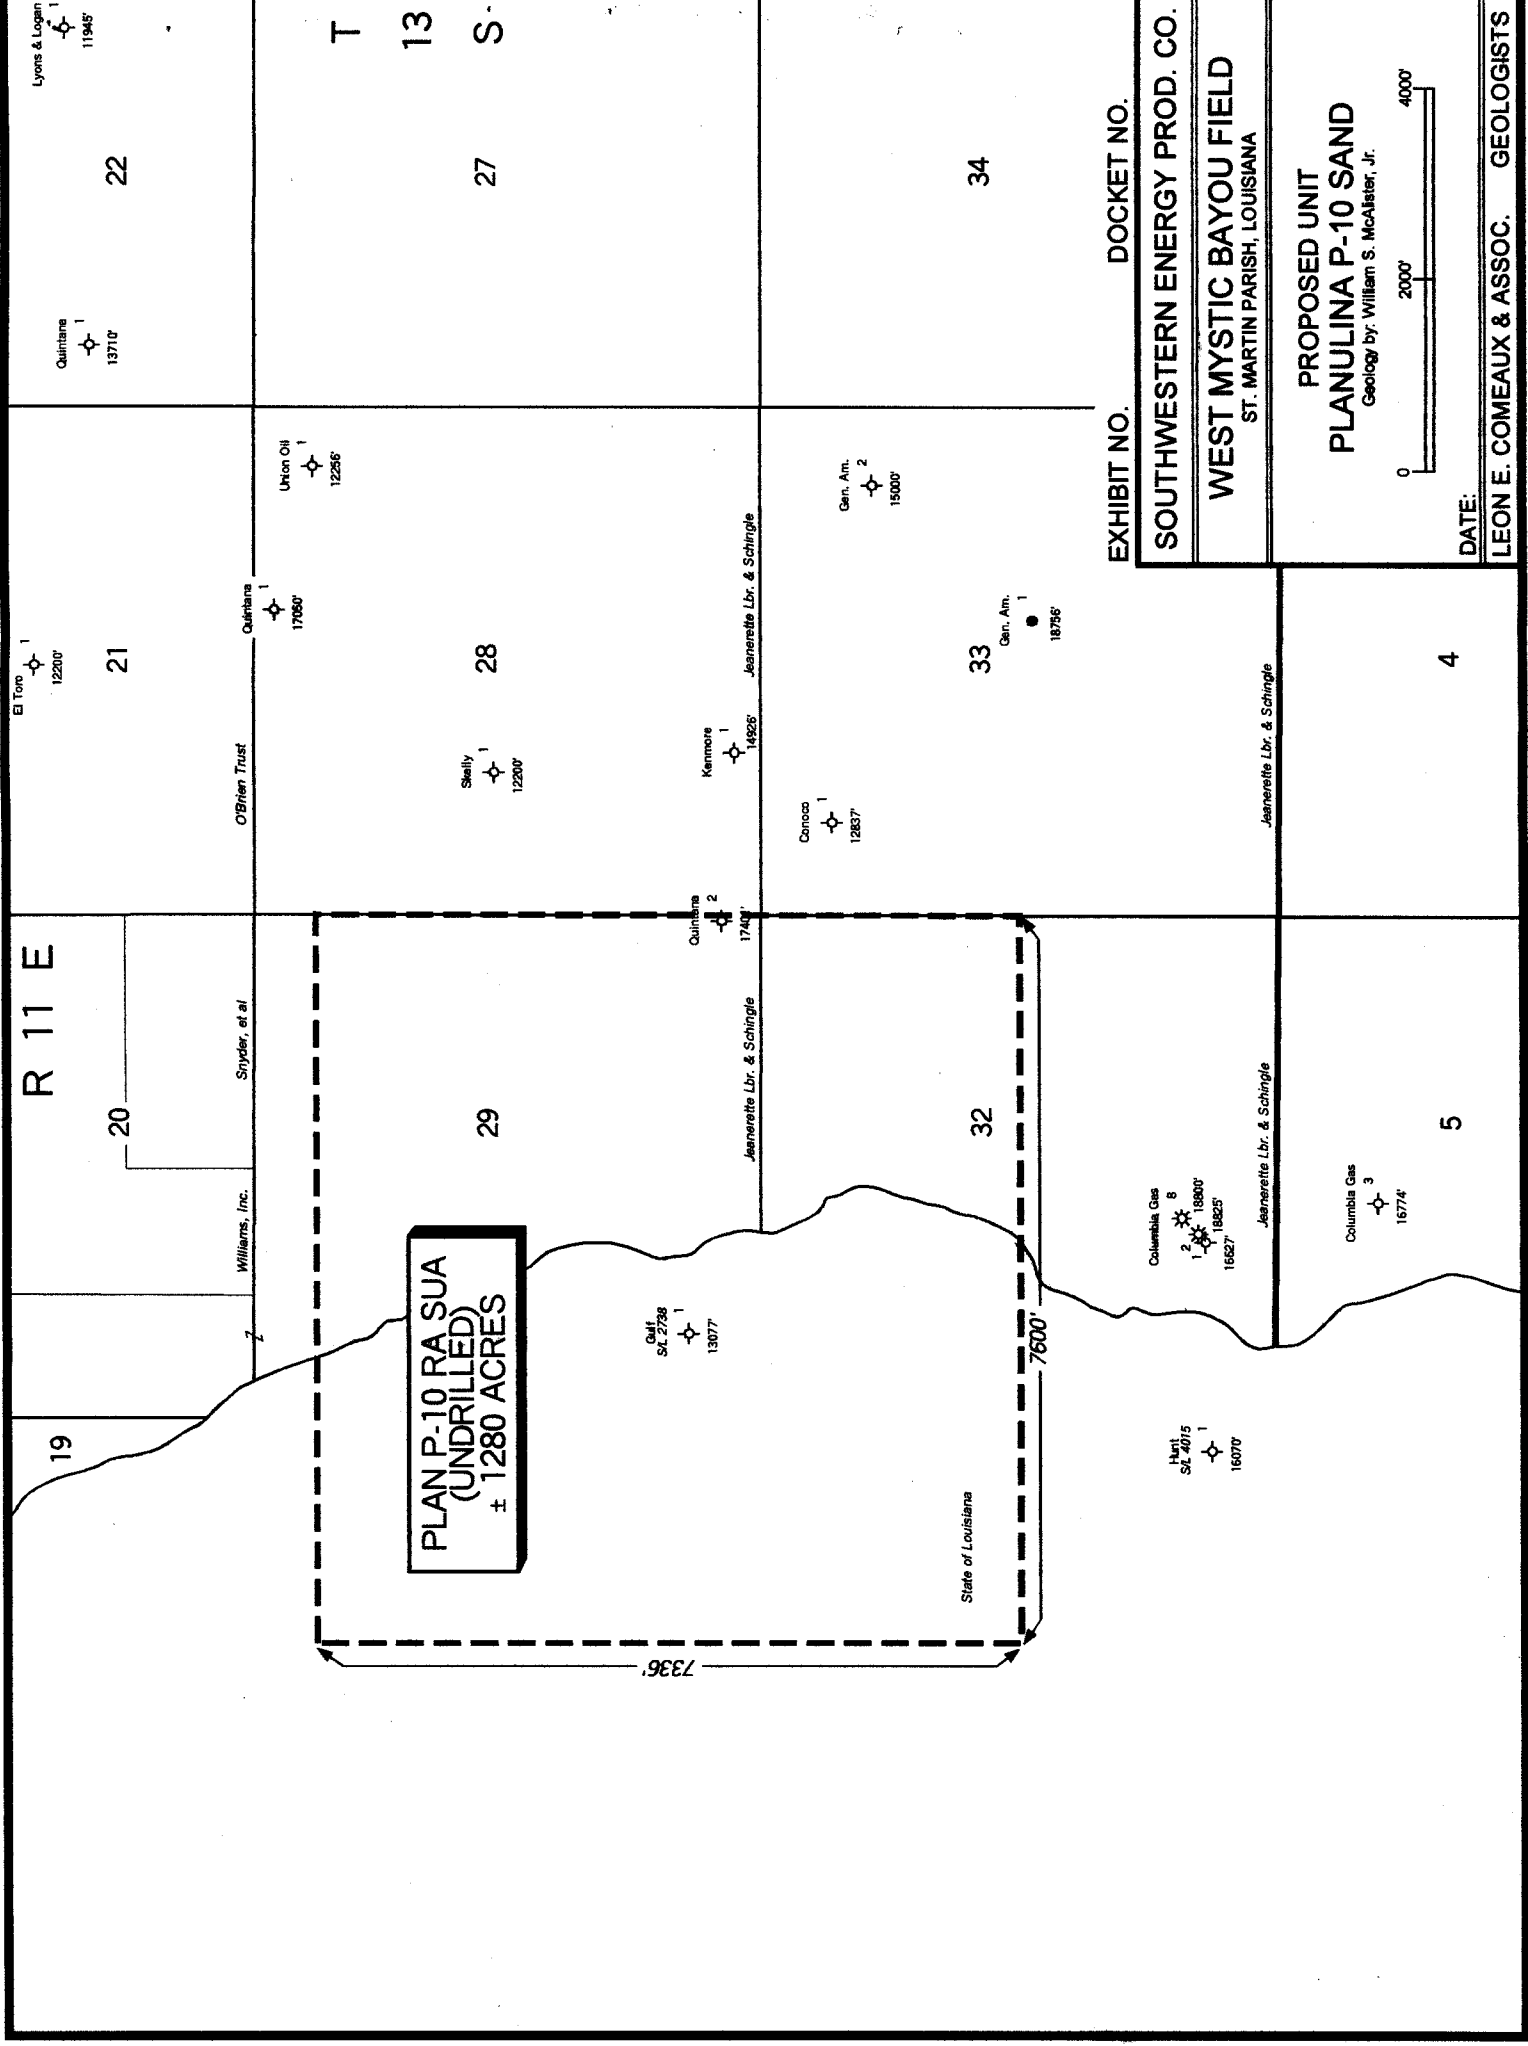 R 11 E
T
13
S
19
20
21
22
27
28
29
32
33
34
4
5
Lyons & Logan
1
11945'
Quintana
1
13710'
El Toro
1
12200'
Quintana
1
17050'
Union Oil
1
12256'
O'Brien Trust
Snyder, et al
Williams, Inc.
Skelly
1
12200'
Kenmore
1
14926'
Jeanerette Lbr. & Schingle
Conoco
1
12837'
Gen. Am.
2
15000'
Gen. Am.
1
18756'
Quintana
2
17401'
Jeanerette Lbr. & Schingle
PLAN P-10 RA SUA
(UNDRILLED)
± 1280 ACRES
Gulf
S/L 2738
1
13077'
State of Louisiana
7336'
7600'
Hunt
S/L 4015
1
16070'
Columbia Gas
8
18800'
2
18825'
1
16627'
Jeanerette Lbr. & Schingle
Jeanerette Lbr. & Schingle
Columbia Gas
3
16774'
EXHIBIT NO. DOCKET NO.
SOUTHWESTERN ENERGY PROD. CO.
WEST MYSTIC BAYOU FIELD
ST. MARTIN PARISH, LOUISIANA
PROPOSED UNIT
PLANULINA P-10 SAND
Geology by: William S. McAlister, Jr.
0 2000' 4000'
DATE:
LEON E. COMEAUX & ASSOC. GEOLOGISTS